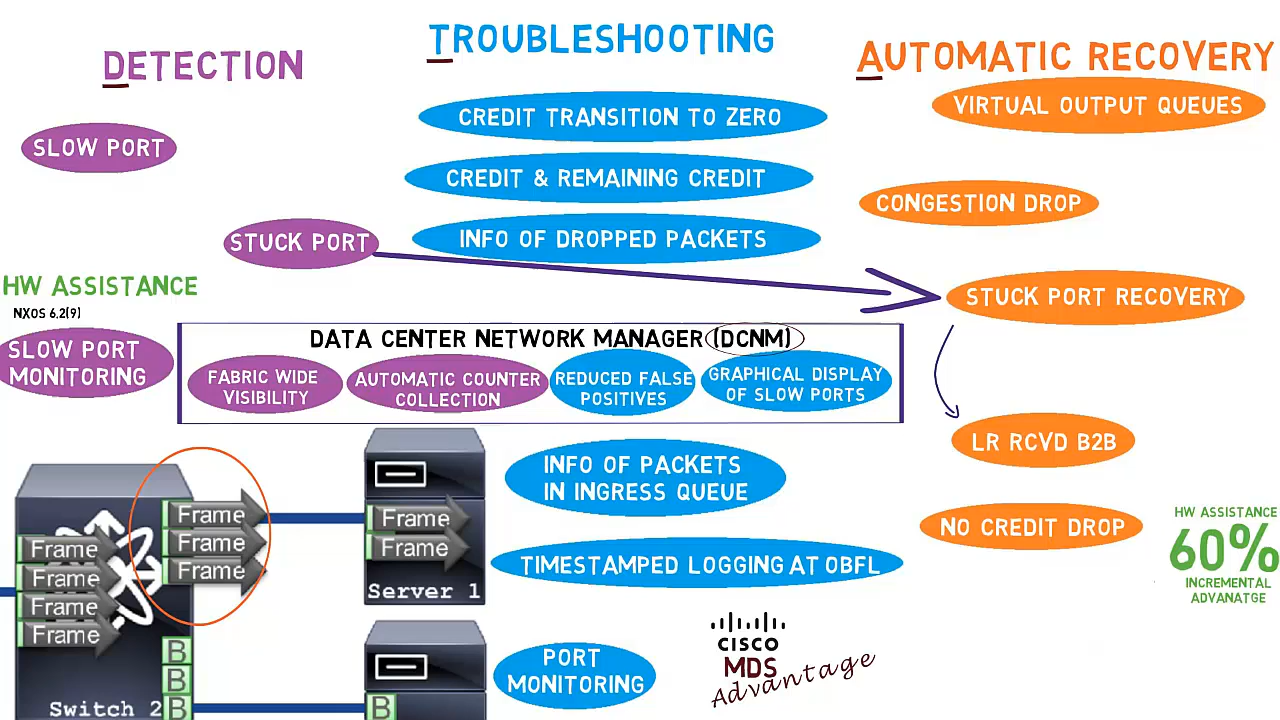 DETECTION
TROUBLESHOOTING
AUTOMATIC RECOVERY
SLOW PORT
STUCK PORT
HW ASSISTANCE
NXOS 6.2(9)
SLOW PORT
MONITORING
CREDIT TRANSITION TO ZERO
CREDIT & REMAINING CREDIT
INFO OF DROPPED PACKETS
VIRTUAL OUTPUT QUEUES
CONGESTION DROP
STUCK PORT RECOVERY
DATA CENTER NETWORK MANAGER (DCNM)
FABRIC WIDE
VISIBILITY
AUTOMATIC COUNTER
COLLECTION
REDUCED FALSE
POSITIVES
GRAPHICAL DISPLAY
OF SLOW PORTS
LR RCVD B2B
NO CREDIT DROP
HW ASSISTANCE
60%
INCREMENTAL
ADVANATGE
INFO OF PACKETS
IN INGRESS QUEUE
TIMESTAMPED LOGGING AT OBFL
PORT
MONITORING
CISCO
MDS
Advantage
Frame
Frame
Frame
Frame
Frame
Frame
Frame
B
B
B
Switch 2
Frame
Frame
Server 1
B